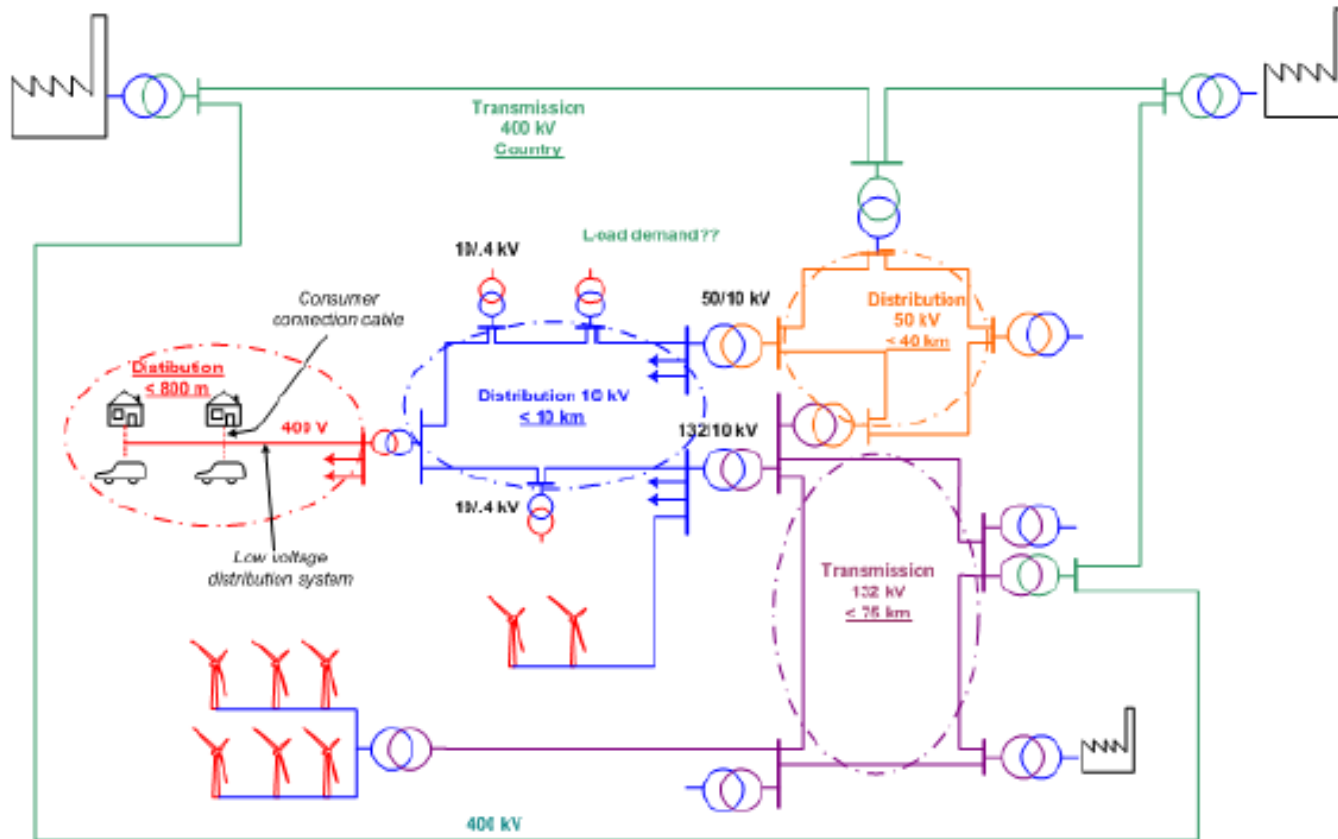 Transmission
400 kV
Country
Load demand??
10/.4 kV
50/10 kV
Distribution
50 kV
< 40 km
Consumer
connection cable
Distibution
< 800 m
400 V
Distribution 10 kV
< 10 km
132/10 kV
10/.4 kV
Low voltage
distribution system
Transmission
132 kV
< 75 km
400 kV